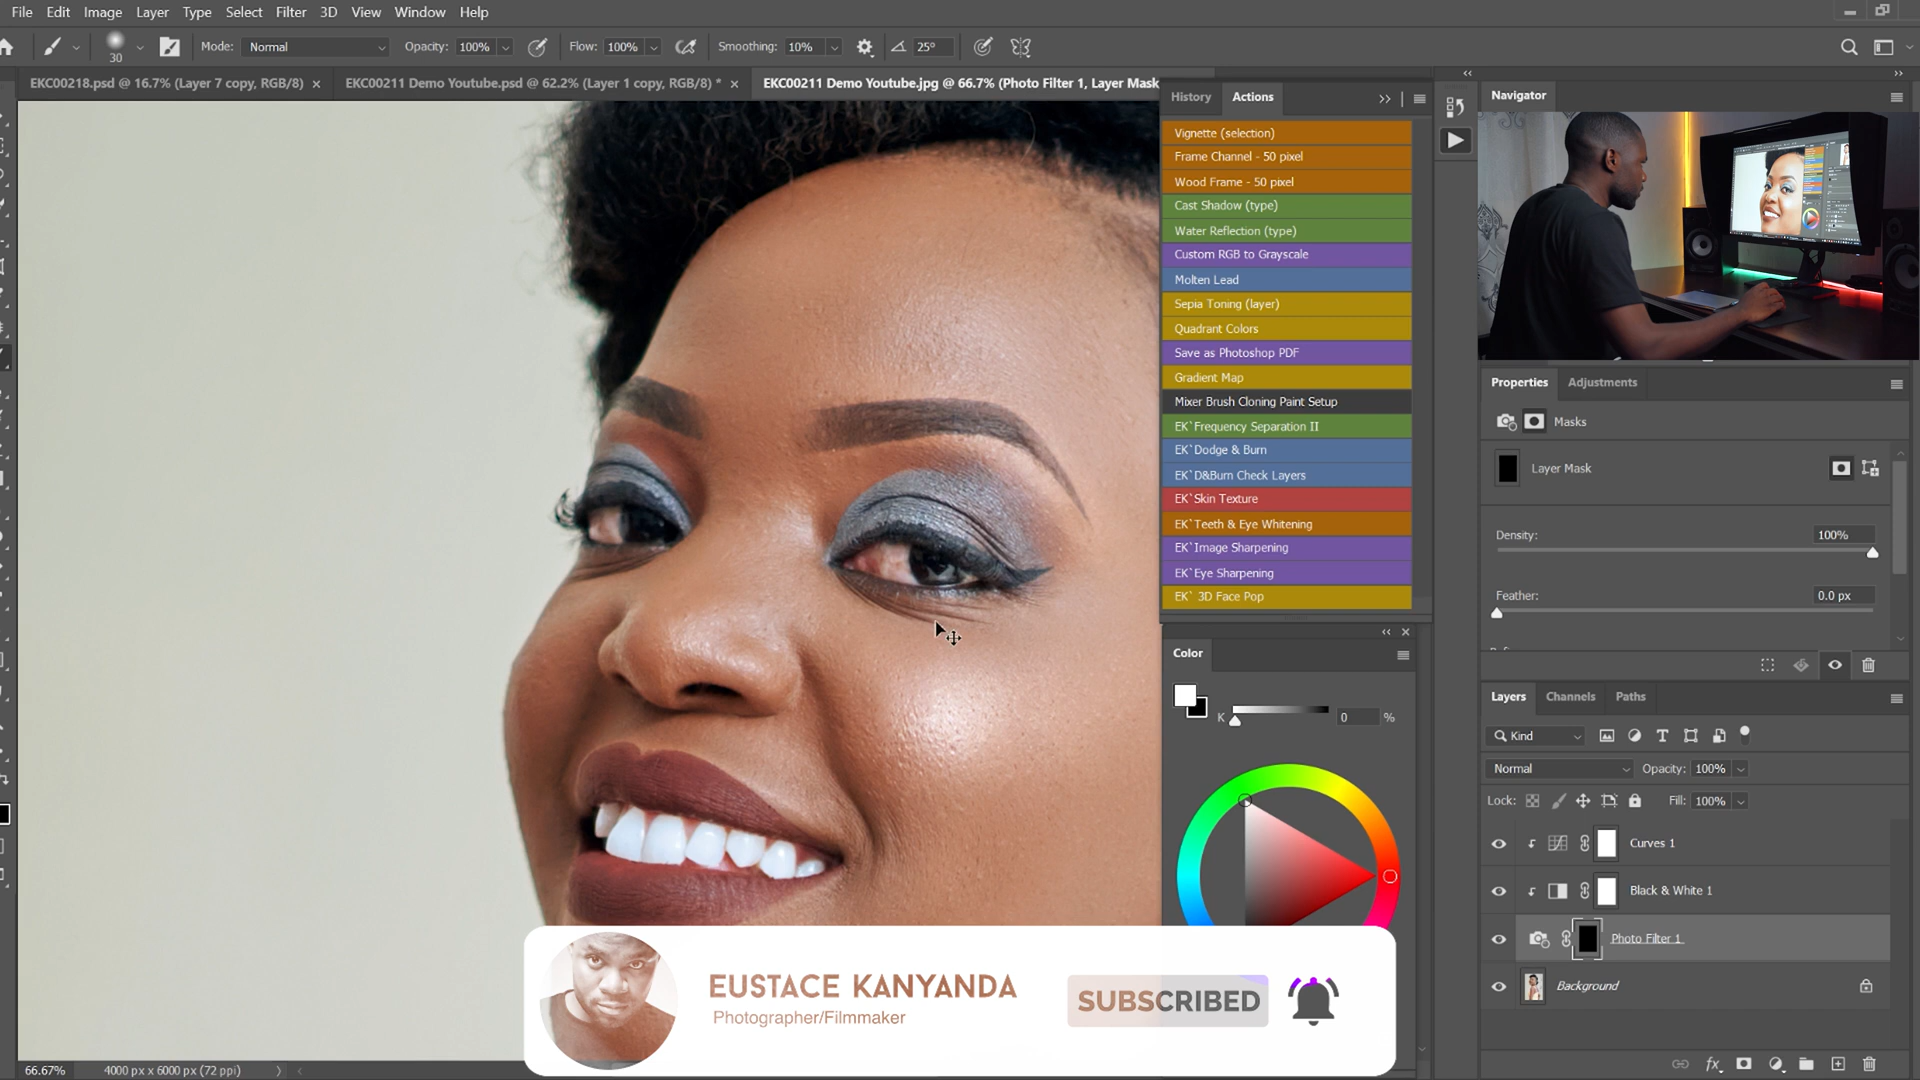 File Edit Image Layer Type Select Filter 3D View Window Help
30 Mode: Normal Opacity: 100% Flow: 100% Smoothing: 10% 25°
EKC00218.psd @ 16.7% (Layer 7 copy, RGB/8) × EKC00211 Demo Youtube.psd @ 62.2% (Layer 1 copy, RGB/8) * × EKC00211 Demo Youtube.jpg @ 66.7% (Photo Filter 1, Layer Mask
History Actions
Vignette (selection)
Frame Channel - 50 pixel
Wood Frame - 50 pixel
Cast Shadow (type)
Water Reflection (type)
Custom RGB to Grayscale
Molten Lead
Sepia Toning (layer)
Quadrant Colors
Save as Photoshop PDF
Gradient Map
Mixer Brush Cloning Paint Setup
EK`Frequency Separation II
EK`Dodge & Burn
EK`D&Burn Check Layers
EK`Skin Texture
EK`Teeth & Eye Whitening
EK`Image Sharpening
EK`Eye Sharpening
EK` 3D Face Pop
Color
K 0 %
Navigator
Properties Adjustments
Masks
Layer Mask
Density: 100%
Feather: 0.0 px
Layers Channels Paths
Kind
Normal Opacity: 100%
Lock: Fill: 100%
Curves 1
Black & White 1
Photo Filter 1
Background
EUSTACE KANYANDA
Photographer/Filmmaker
SUBSCRIBED
66.67% 4000 px x 6000 px (72 ppi)